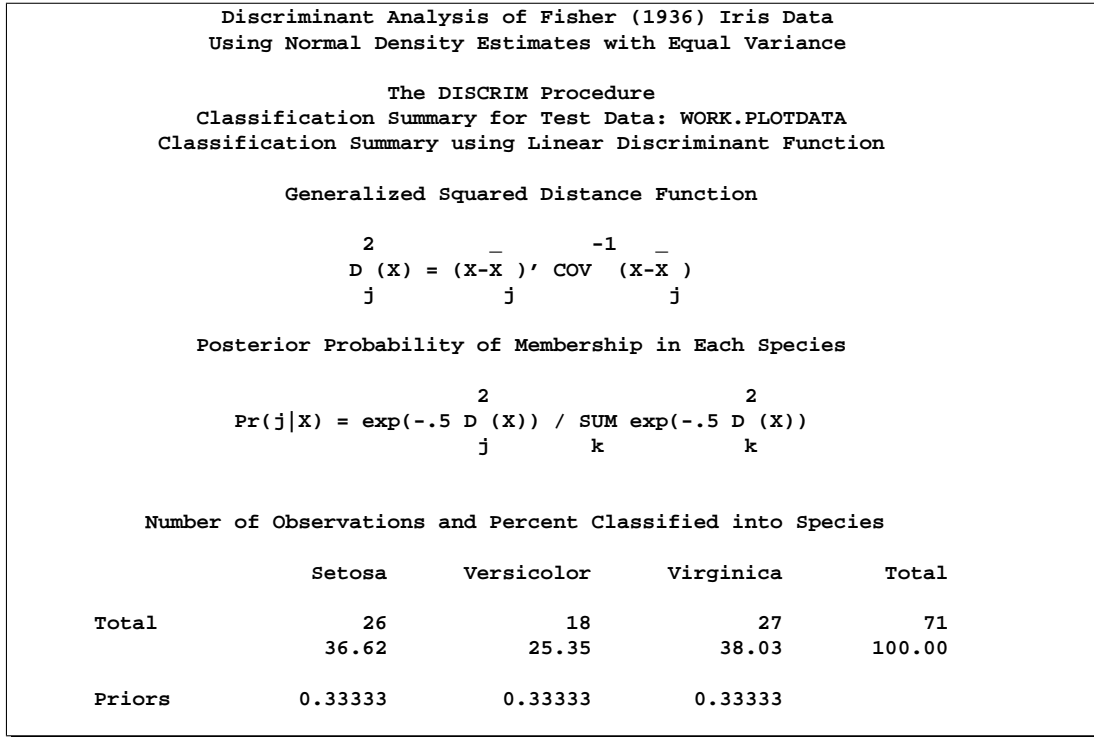 Discriminant Analysis of Fisher (1936) Iris Data
Using Normal Density Estimates with Equal Variance
The DISCRIM Procedure
Classification Summary for Test Data: WORK.PLOTDATA
Classification Summary using Linear Discriminant Function
Generalized Squared Distance Function
2 _ -1 _
D (X) = (X-X )' COV (X-X )
j j j
Posterior Probability of Membership in Each Species
2 2
Pr(j|X) = exp(-.5 D (X)) / SUM exp(-.5 D (X))
j k k
Number of Observations and Percent Classified into Species
Setosa Versicolor Virginica Total
Total 26 18 27 71
36.62 25.35 38.03 100.00
Priors 0.33333 0.33333 0.33333